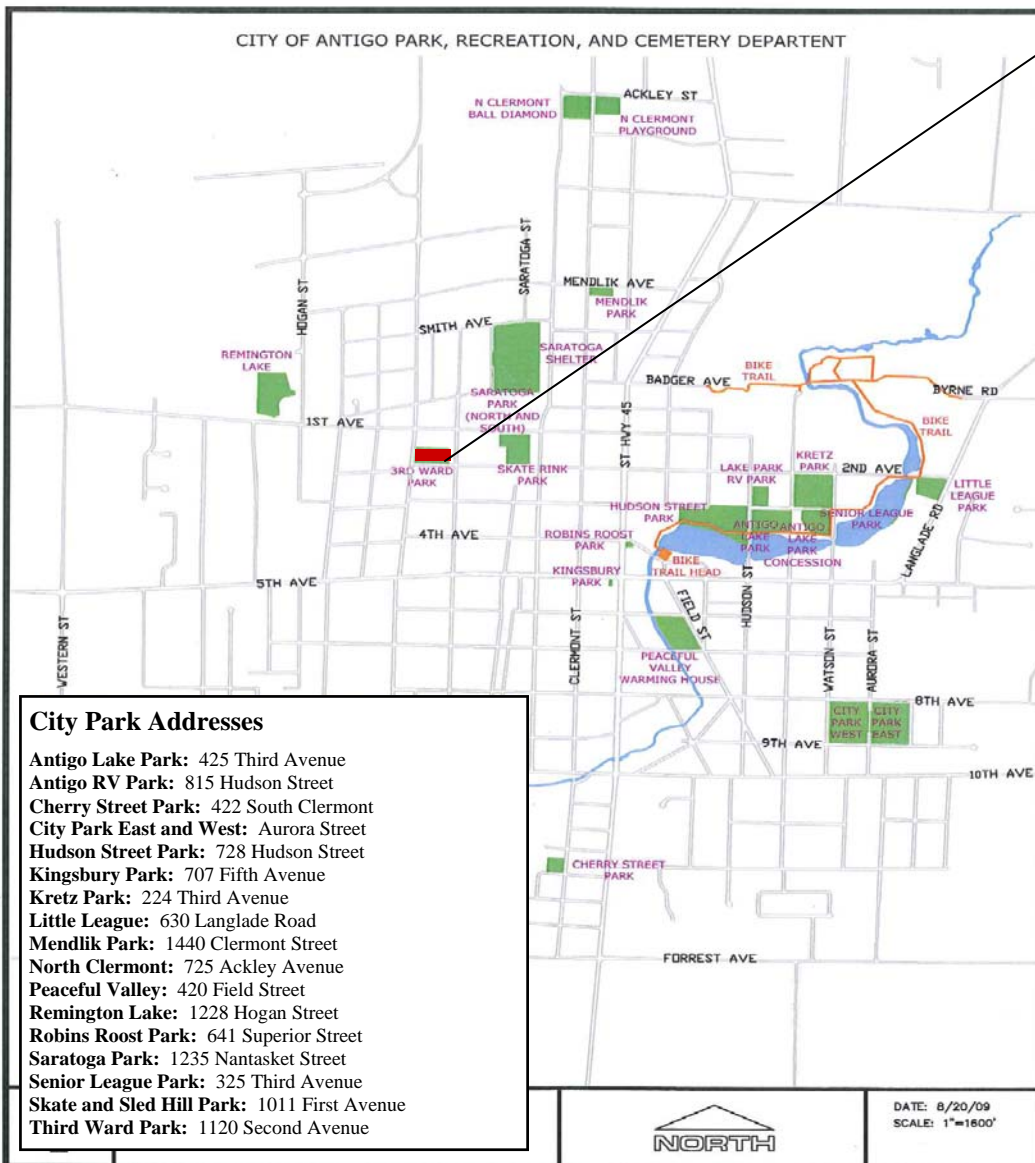 CITY OF ANTIGO PARK, RECREATION, AND CEMETERY DEPARTENT
ACKLEY ST
N CLERMONT
BALL DIAMOND
N CLERMONT
PLAYGROUND
SARATOGA ST
HOGAN ST
MENDLIK AVE
MENDLIK
PARK
SMITH AVE
SARATOGA
SHELTER
REMINGTON
LAKE
BIKE
TRAIL
BADGER AVE
BYRNE RD
SARATOGA
PARK
(NORTH AND
SOUTH)
1ST AVE
ST HWY 45
BIKE
TRAIL
3RD WARD
PARK
SKATE RINK
PARK
LAKE PARK
RV PARK
KRETZ
PARK
2ND AVE
LITTLE
LEAGUE
PARK
HUDSON STREET
PARK
SENIOR LEAGUE
PARK
LANGLADE RD
4TH AVE
ROBINS ROOST
PARK
ANTIGO
LAKE
PARK
ANTIGO
LAKE
PARK
CONCESSION
BIKE
TRAIL HEAD
KINGSBURY
PARK
5TH AVE
HUDSON ST
FIELD ST
WESTERN ST
CLERMONT ST
WATSON ST
AURORA ST
PEACEFUL
VALLEY
WARMING HOUSE
8TH AVE
CITY
PARK
WEST
CITY
PARK
EAST
9TH AVE
10TH AVE
CHERRY STREET
PARK
FORREST AVE
City Park Addresses
Antigo Lake Park: 425 Third Avenue
Antigo RV Park: 815 Hudson Street
Cherry Street Park: 422 South Clermont
City Park East and West: Aurora Street
Hudson Street Park: 728 Hudson Street
Kingsbury Park: 707 Fifth Avenue
Kretz Park: 224 Third Avenue
Little League: 630 Langlade Road
Mendlik Park: 1440 Clermont Street
North Clermont: 725 Ackley Avenue
Peaceful Valley: 420 Field Street
Remington Lake: 1228 Hogan Street
Robins Roost Park: 641 Superior Street
Saratoga Park: 1235 Nantasket Street
Senior League Park: 325 Third Avenue
Skate and Sled Hill Park: 1011 First Avenue
Third Ward Park: 1120 Second Avenue
NORTH
DATE: 8/20/09
SCALE: 1"=1600'